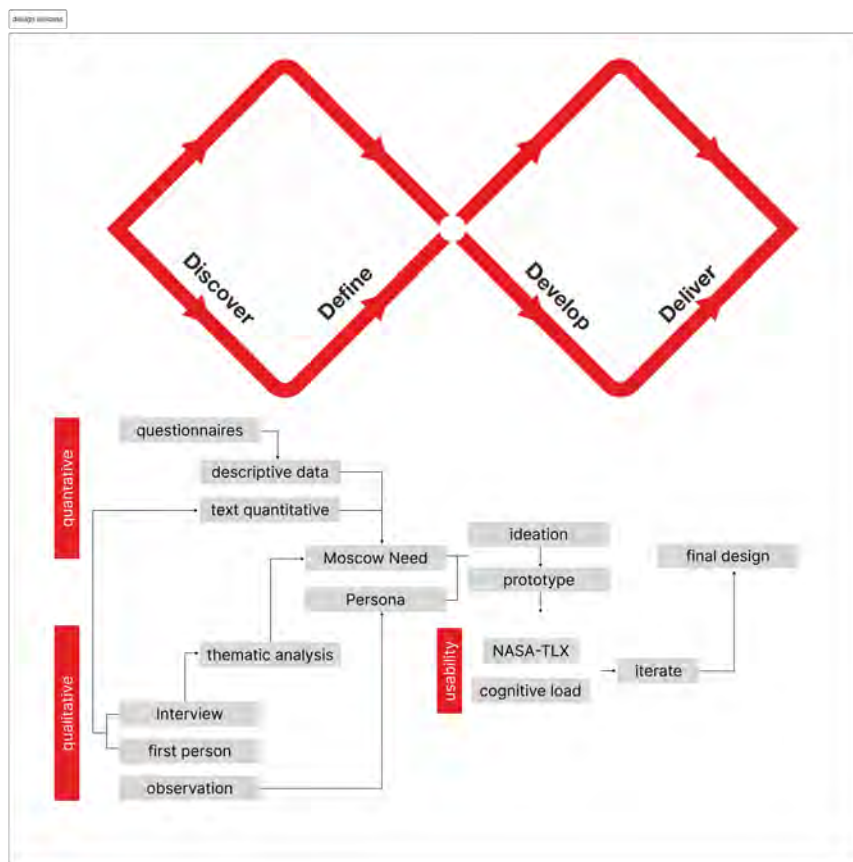 Discover
Define
Develop
Deliver
quantative
questionnaires
descriptive data
text quantitative
Moscow Need
Persona
ideation
prototype
final design
qualitative
thematic analysis
Interview
first person
observation
usability
NASA-TLX
cognitive load
iterate